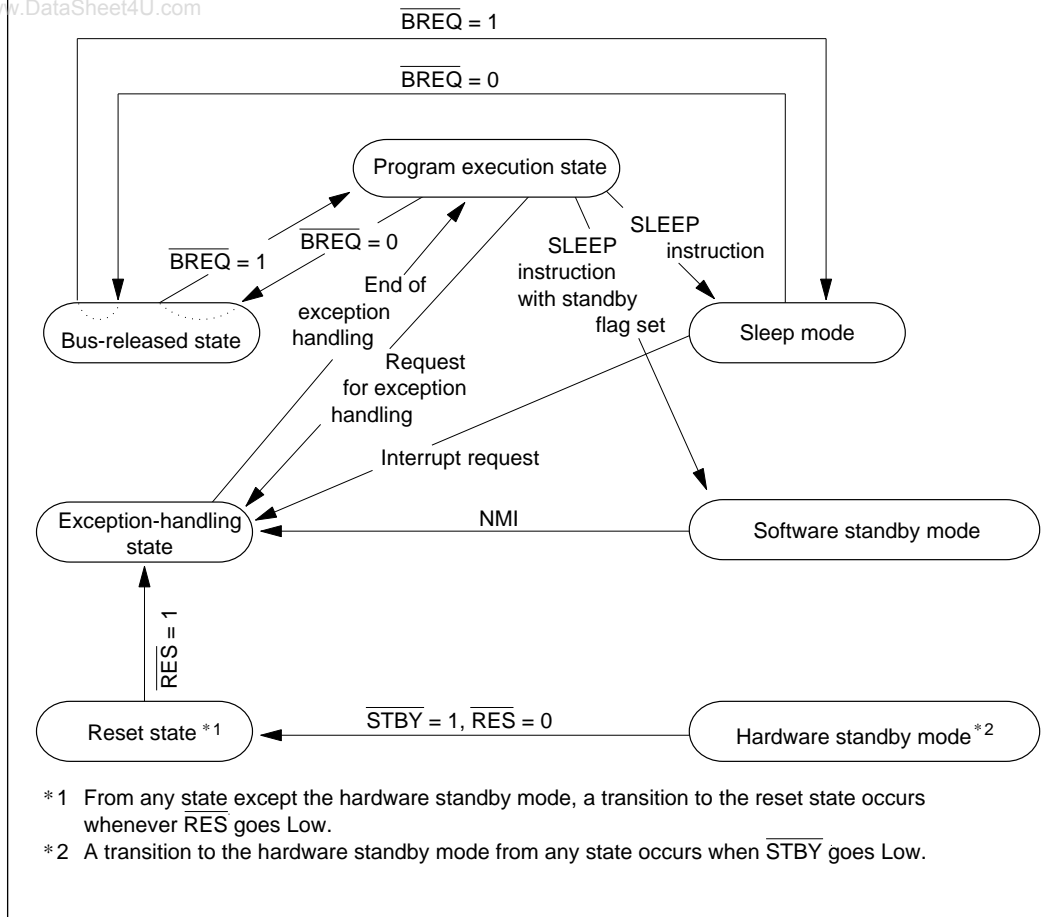 w.DataSheet4U.com
BREQ = 1
BREQ = 0
Program execution state
BREQ = 1
BREQ = 0
SLEEP
instruction
SLEEP
instruction
with standby
flag set
End of
exception
handling
Bus-released state
Sleep mode
Request
for exception
handling
Interrupt request
Exception-handling
state
NMI
Software standby mode
RES = 1
Reset state *1
STBY = 1, RES = 0
Hardware standby mode*2
*1 From any state except the hardware standby mode, a transition to the reset state occurs
whenever RES goes Low.
*2 A transition to the hardware standby mode from any state occurs when STBY goes Low.